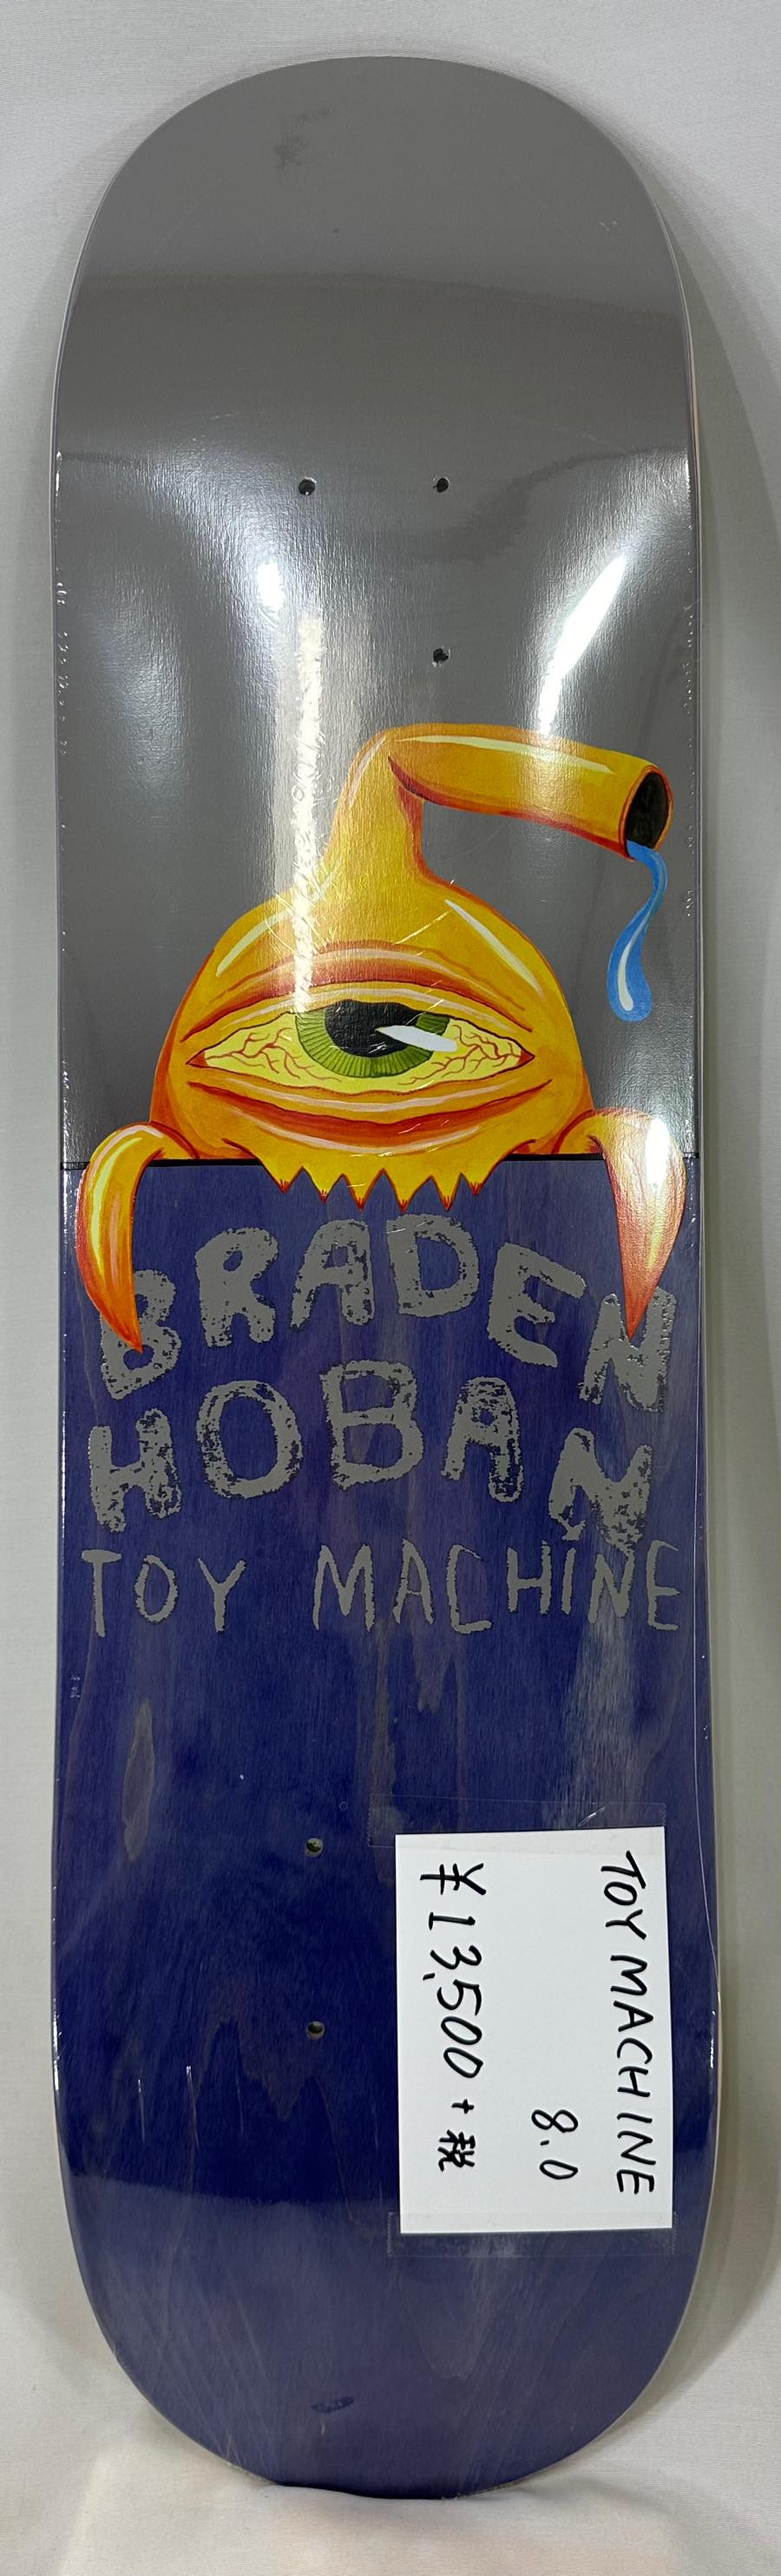 BRADEN
HOBAN
TOY MACHINE
TOY MACHINE
8.0
¥13,500+税